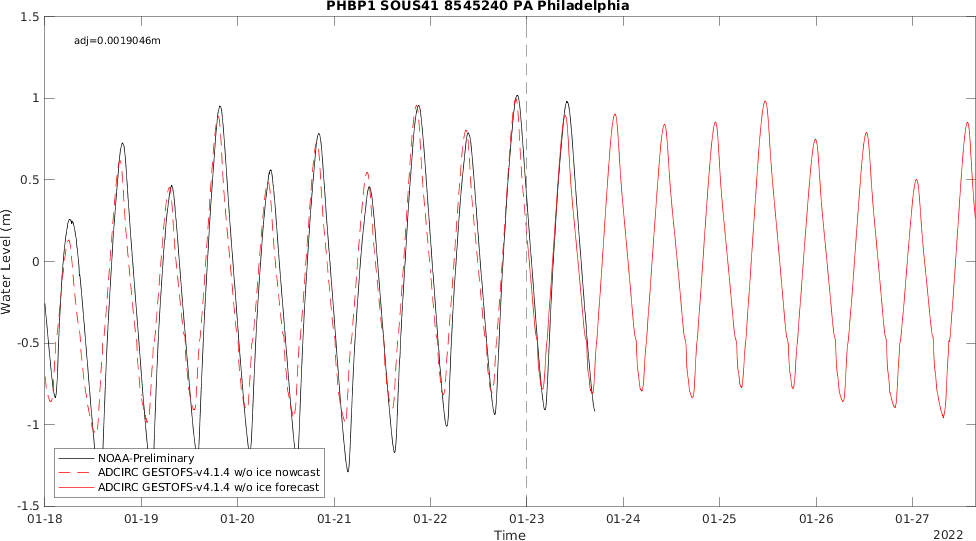 PHBP1 SOUS41 8545240 PA Philadelphia
adj=0.0019046m
1.5
1
0.5
0
-0.5
-1
-1.5
Water Level (m)
NOAA-Preliminary
ADCIRC GESTOFS-v4.1.4 w/o ice nowcast
ADCIRC GESTOFS-v4.1.4 w/o ice forecast
01-18 01-19 01-20 01-21 01-22 01-23 01-24 01-25 01-26 01-27
Time
2022